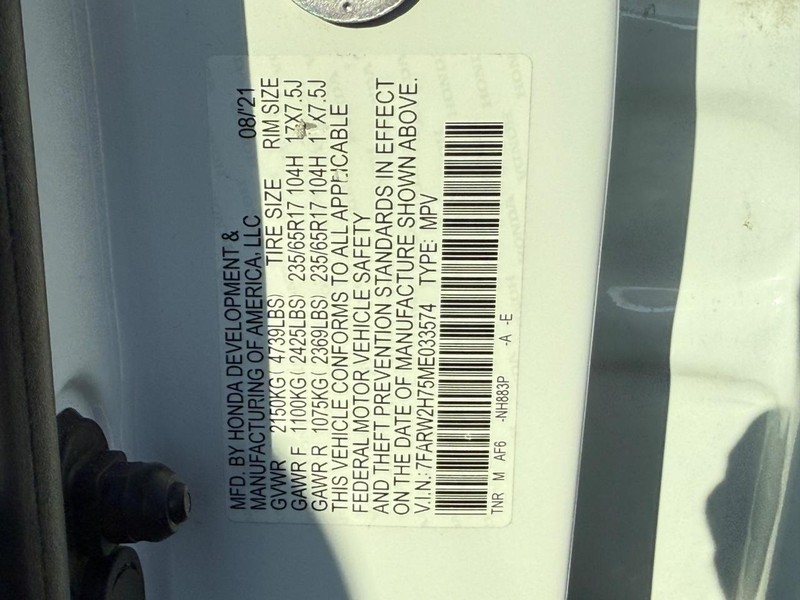 MFD. BY HONDA DEVELOPMENT &
MANUFACTURING OF AMERICA, LLC 08/'21
GVWR 2150KG( 4739LBS) TIRE SIZE RIM SIZE
GAWR F 1100KG( 2425LBS) 235/65R17 104H 17X7.5J
GAWR R 1075KG( 2369LBS) 235/65R17 104H 17X7.5J
THIS VEHICLE CONFORMS TO ALL APPLICABLE
FEDERAL MOTOR VEHICLE SAFETY
AND THEFT PREVENTION STANDARDS IN EFFECT
ON THE DATE OF MANUFACTURE SHOWN ABOVE.
V.I.N.: 7FARW2H75ME033574 TYPE: MPV
TNR M AF6 -NH883P -A -E